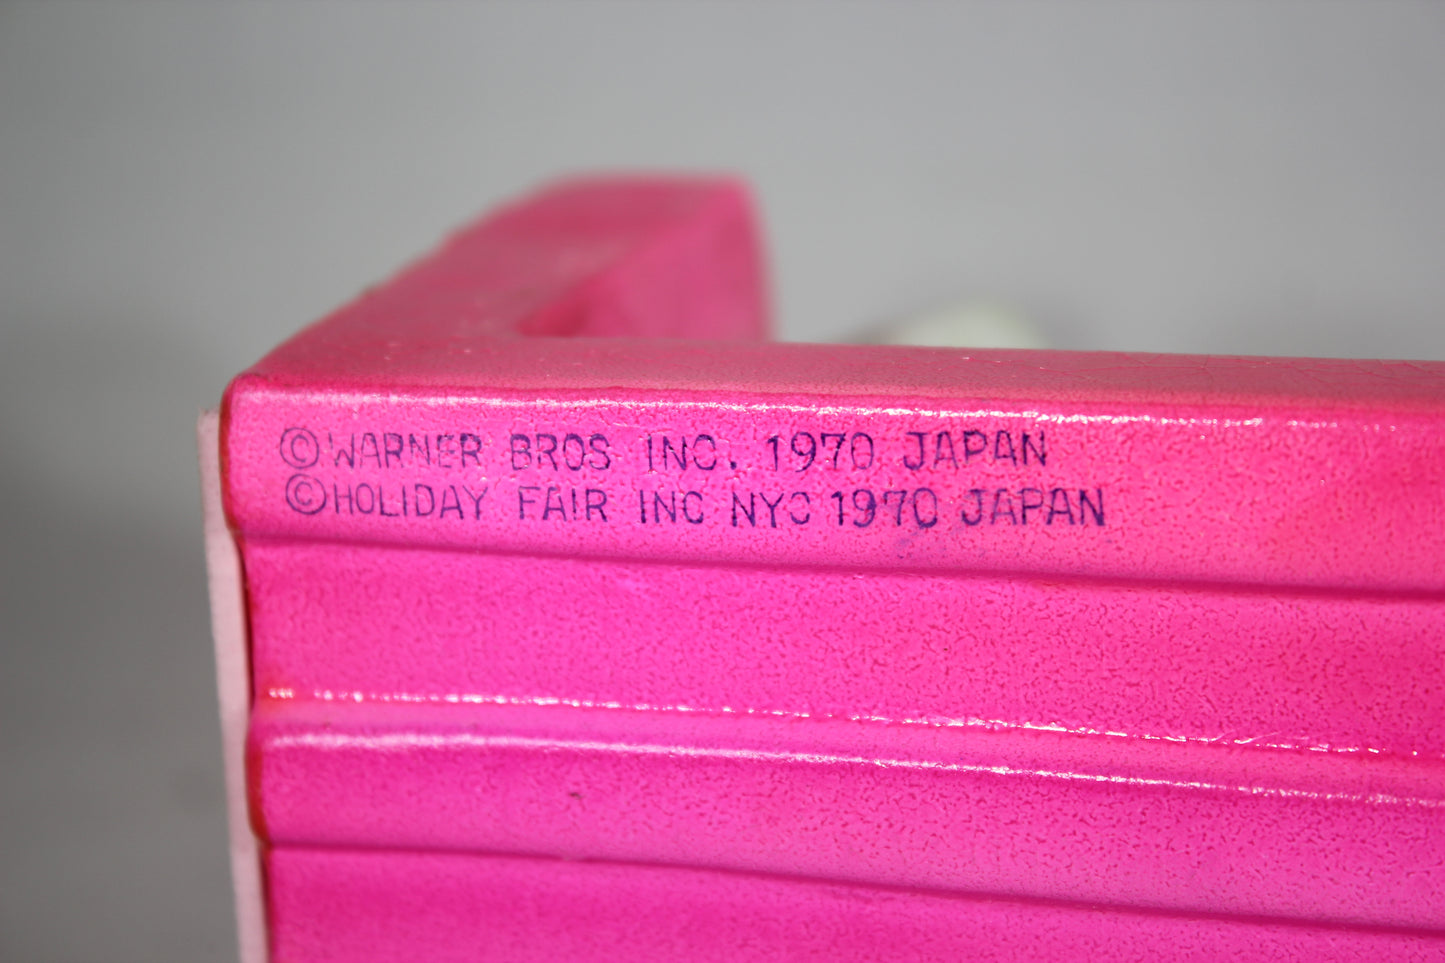 ©WARNER BROS INC. 1970 JAPAN
©HOLIDAY FAIR INC NYC 1970 JAPAN